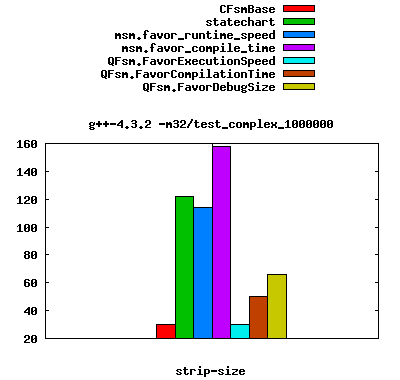 CFsmBase
statechart
msm.favor_runtime_speed
msm.favor_compile_time
QFsm.FavorExecutionSpeed
QFsm.FavorCompilationTime
QFsm.FavorDebugSize
g++-4.3.2 -m32/test_complex_1000000
160
140
120
100
80
60
40
20
strip-size